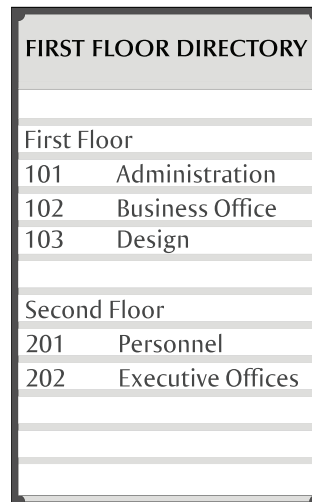 FIRST FLOOR DIRECTORY
First Floor
101 Administration
102 Business Office
103 Design
Second Floor
201 Personnel
202 Executive Offices